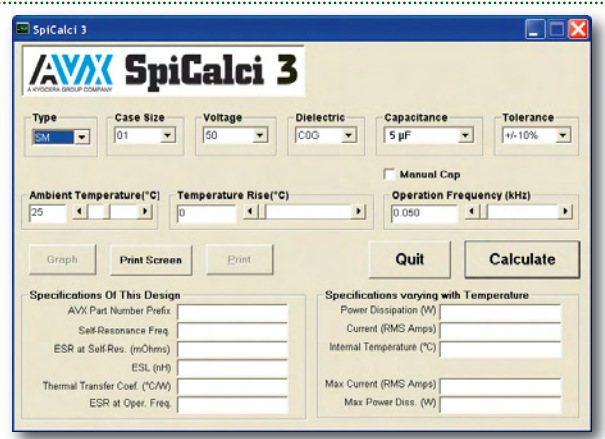 SpiCalci 3
AVX SpiCalci 3
A KYOCERA GROUP COMPANY
Type Case Size Voltage Dielectric Capacitance Tolerance
SM 01 50 C0G 5 µF +/-10%
Manual Cap
Ambient Temperature(°C) Temperature Rise(°C) Operation Frequency (kHz)
25 0 0.050
Graph Print Screen Print Quit Calculate
Specifications Of This Design Specifications varying with Temperature
AVX Part Number Prefix Power Dissipation (W)
Self-Resonance Freq. Current (RMS Amps)
ESR at Self-Res. (mOhms) Internal Temperature (°C)
ESL (nH)
Thermal Transfer Coef. (°C/W) Max Current (RMS Amps)
ESR at Oper. Freq. Max Power Diss. (W)